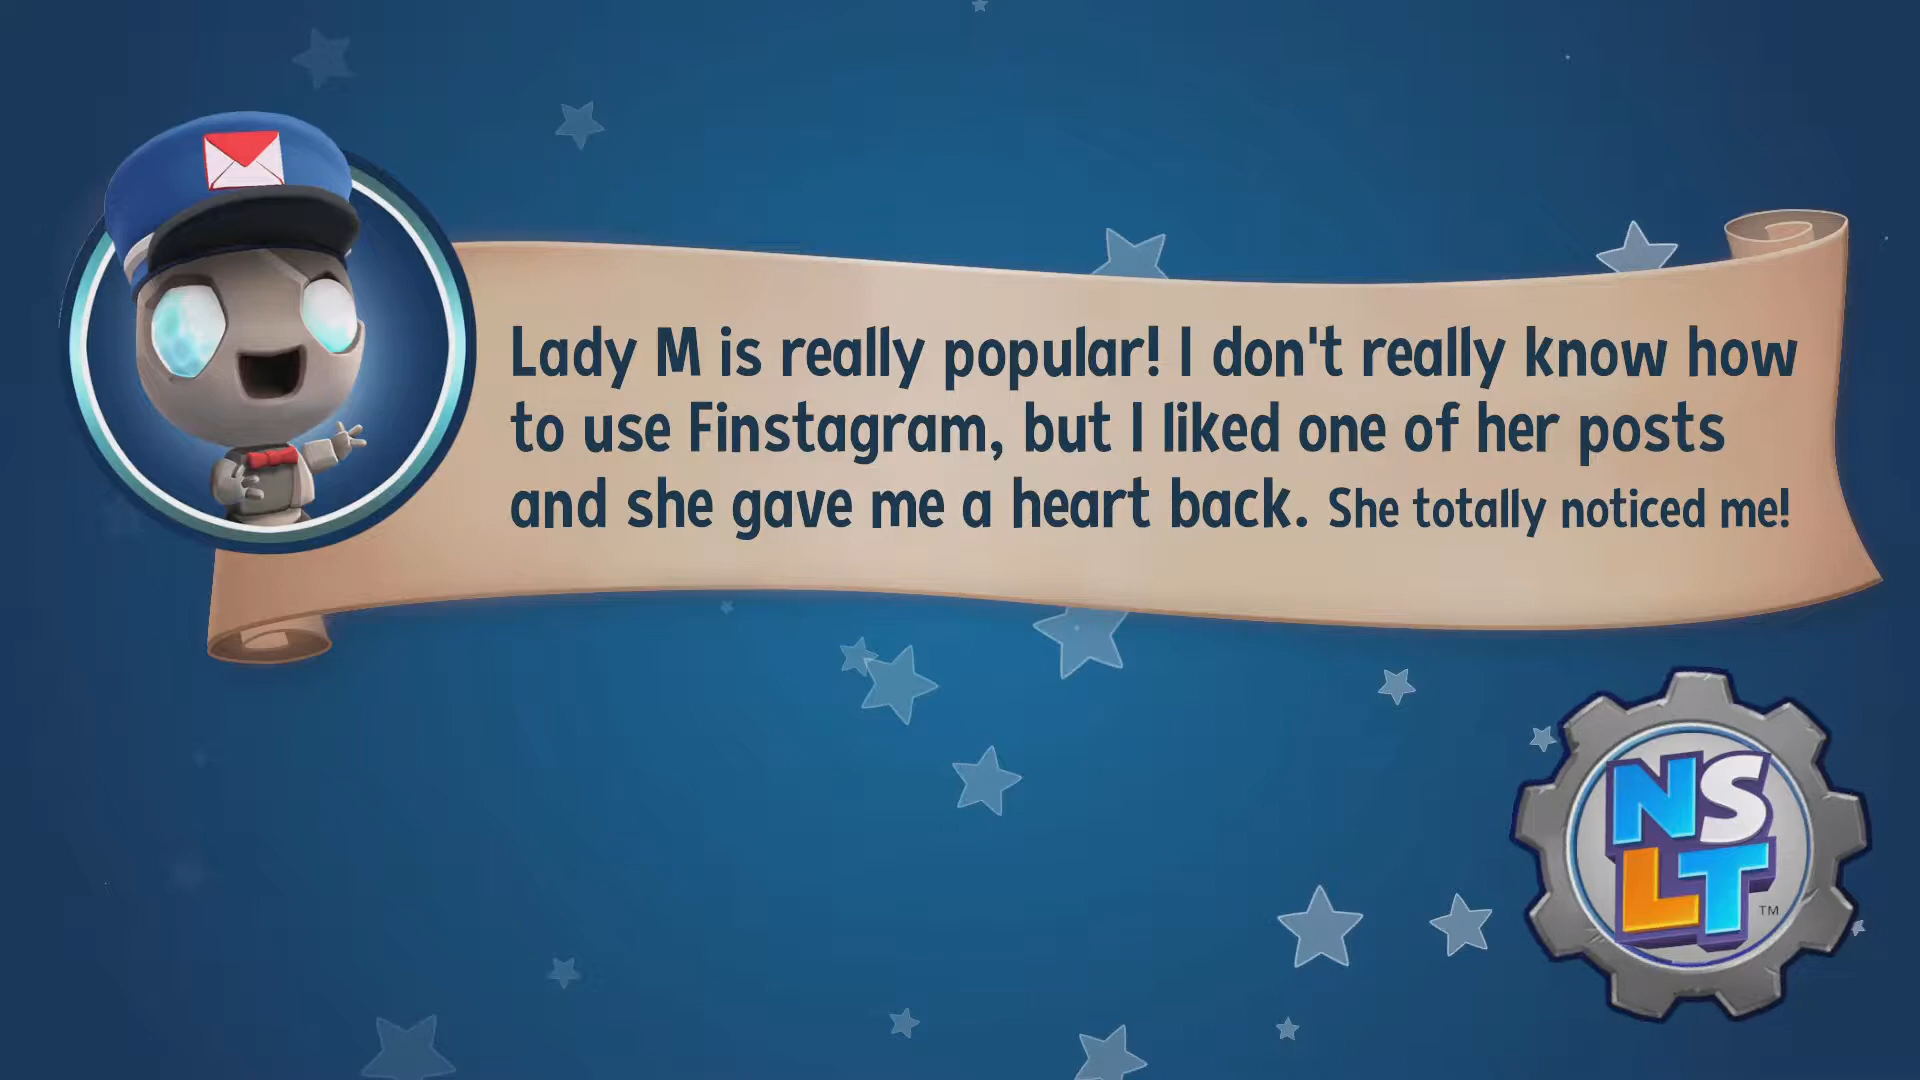 Lady M is really popular! I don't really know how
to use Finstagram, but I liked one of her posts
and she gave me a heart back. She totally noticed me!
NS
LT
TM